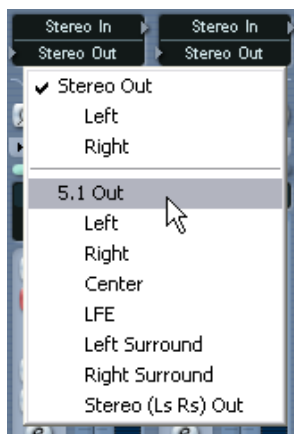 Stereo In Stereo In
Stereo Out Stereo Out
Stereo Out
Left
Right
5.1 Out
Left
Right
Center
LFE
Left Surround
Right Surround
Stereo (Ls Rs) Out